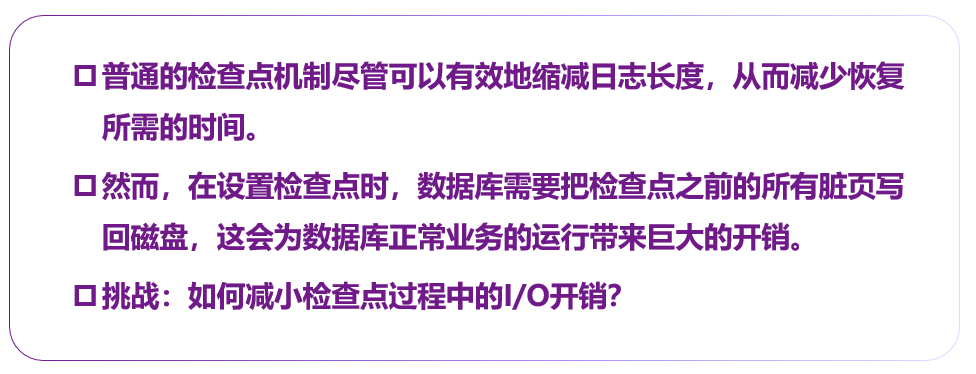 普通的检查点机制尽管可以有效地缩减日志长度，从而减少恢复
所需的时间。
然而，在设置检查点时，数据库需要把检查点之前的所有脏页写
回磁盘，这会为数据库正常业务的运行带来巨大的开销。
挑战：如何减小检查点过程中的I/O开销？